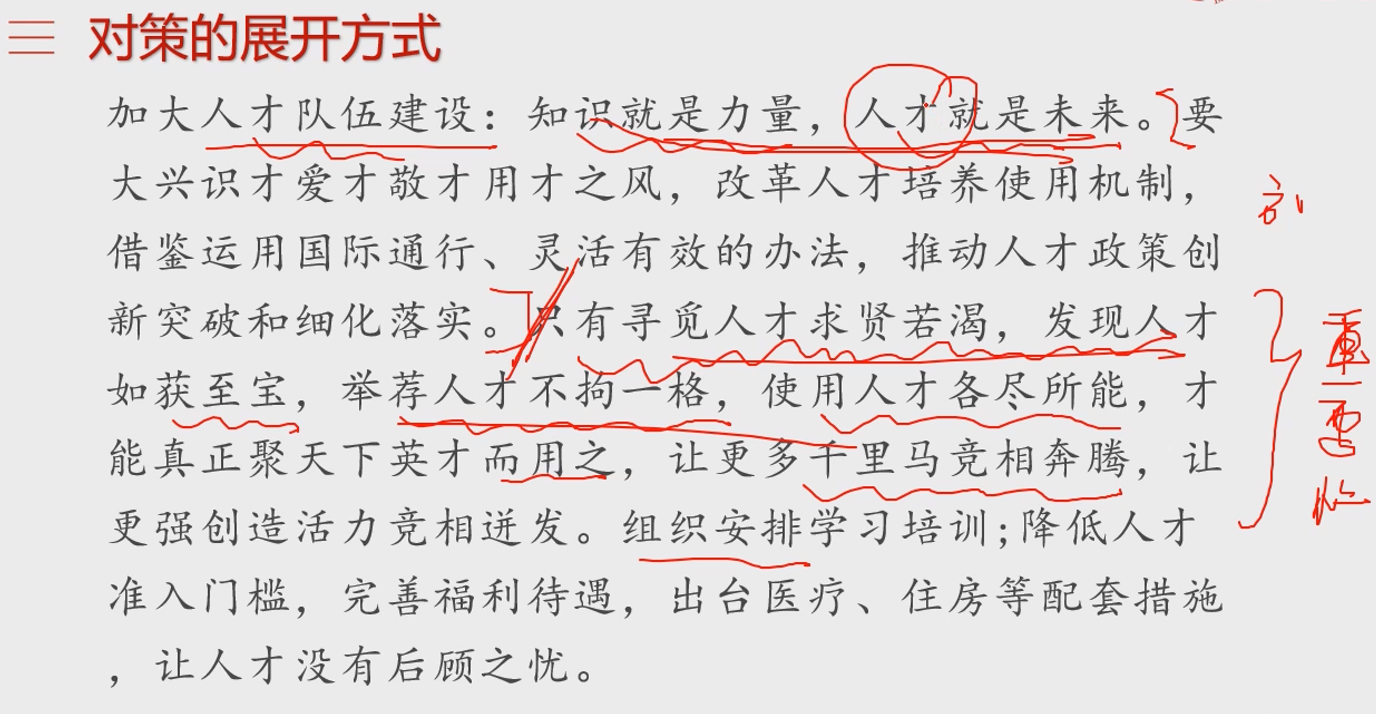 对策的展开方式
加大人才队伍建设：知识就是力量，人才就是未来。要
大兴识才爱才敬才用才之风，改革人才培养使用机制，
借鉴运用国际通行、灵活有效的办法，推动人才政策创
新突破和细化落实。只有寻觅人才求贤若渴，发现人才
如获至宝，举荐人才不拘一格，使用人才各尽所能，才
能真正聚天下英才而用之，让更多千里马竞相奔腾，让
更强创造活力竞相迸发。组织安排学习培训;降低人才
准入门槛，完善福利待遇，出台医疗、住房等配套措施
，让人才没有后顾之忧。
重要性